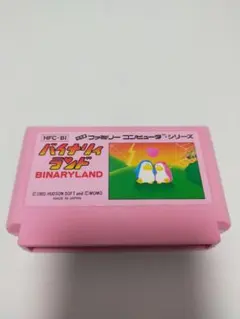 HFC-BI
ファミリー コンピュータ シリーズ
バイナリィ
ランド
BINARYLAND
© 1985 HUDSON SOFT and ©
MADE IN JAPAN